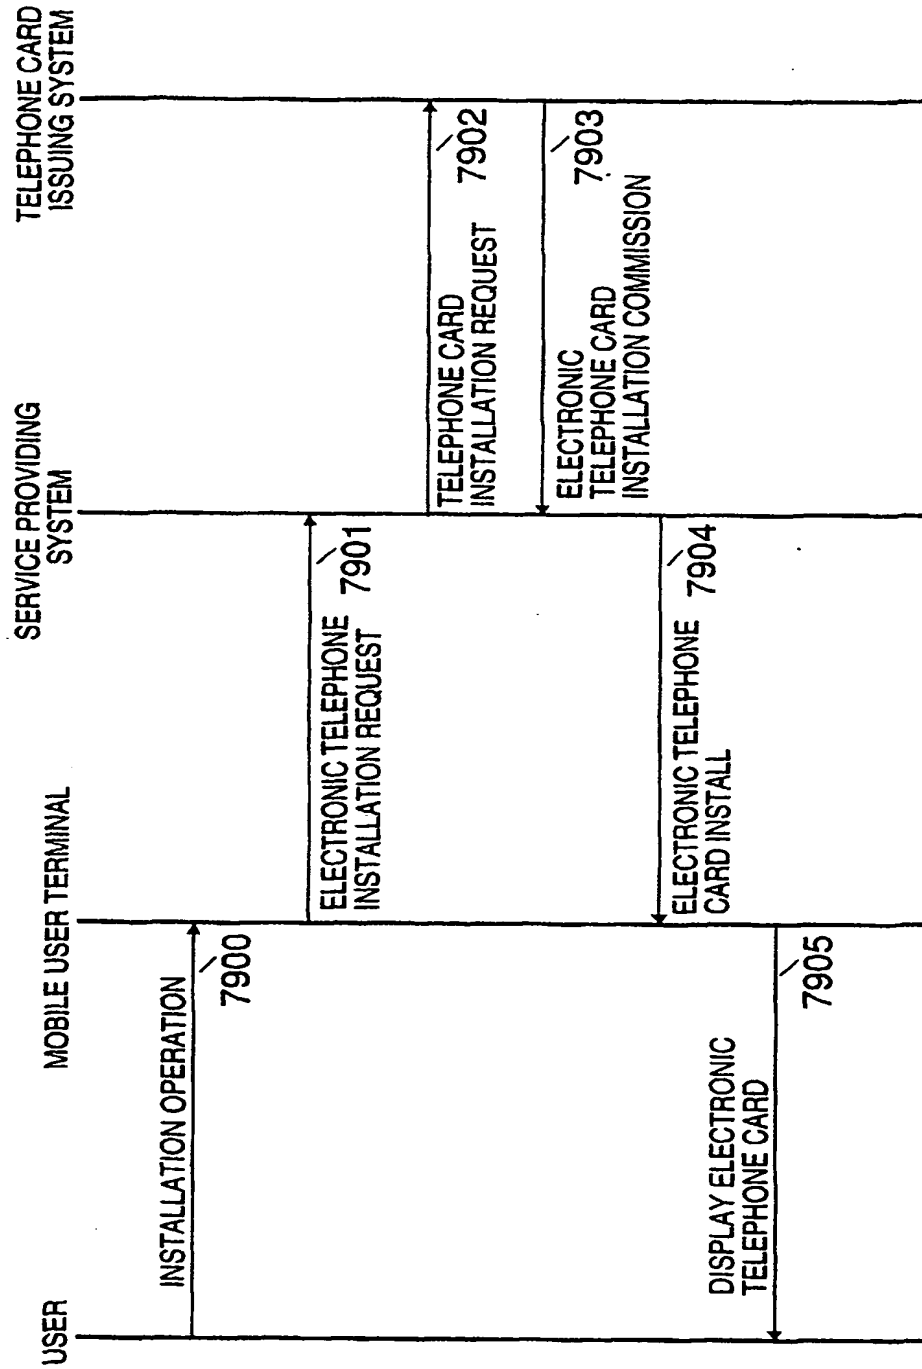 USER
MOBILE USER TERMINAL
SERVICE PROVIDING
SYSTEM
TELEPHONE CARD
ISSUING SYSTEM
INSTALLATION OPERATION
7900
ELECTRONIC TELEPHONE
INSTALLATION REQUEST
7901
TELEPHONE CARD
INSTALLATION REQUEST
7902
ELECTRONIC
TELEPHONE CARD
INSTALLATION COMMISSION
7903
ELECTRONIC TELEPHONE
CARD INSTALL
7904
DISPLAY ELECTRONIC
TELEPHONE CARD
7905